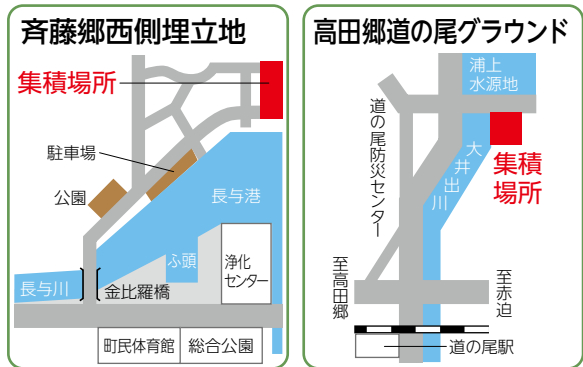 斉藤郷西側埋立地
集積場所
駐車場
公園
長与港
ふ頭
浄化
センター
長与川
金比羅橋
町民体育館
総合公園
高田郷道の尾グラウンド
浦上
水源地
道の尾防災センター
大井出川
集積
場所
至高田郷
至赤迫
道の尾駅